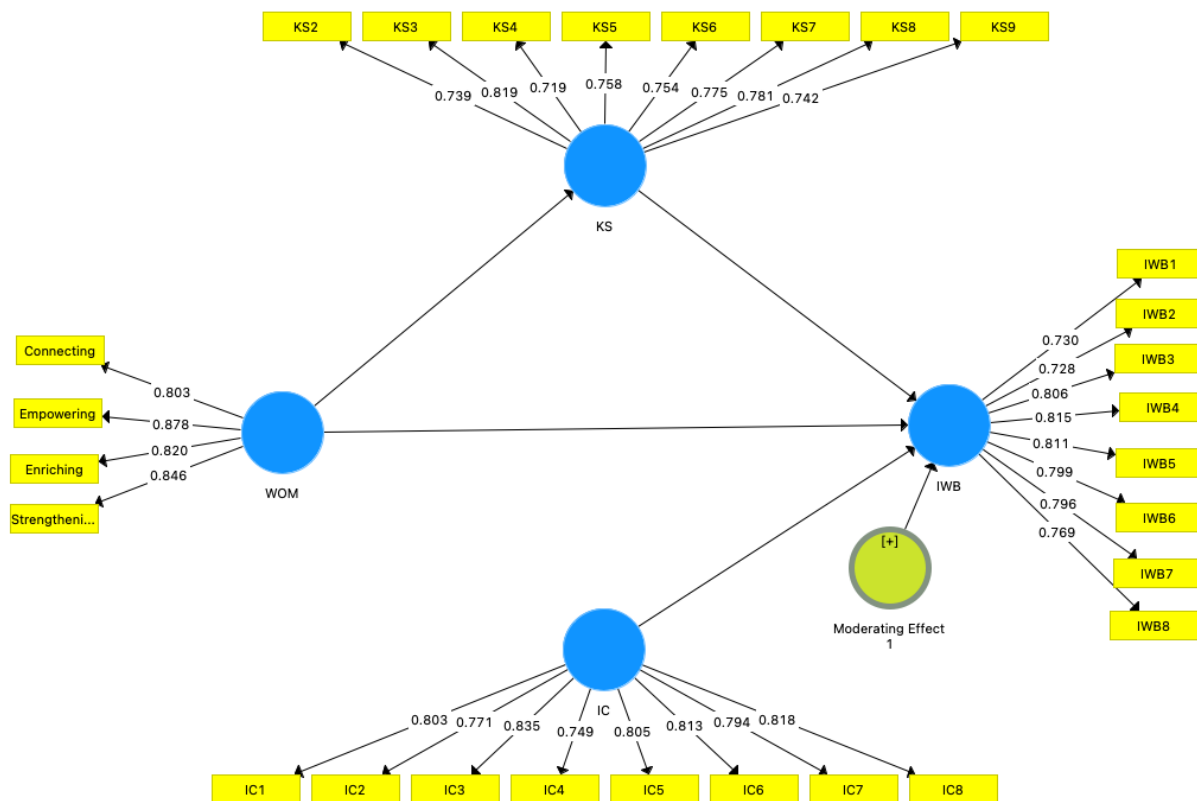 KS2 KS3 KS4 KS5 KS6 KS7 KS8 KS9
0.739 0.819 0.719 0.758 0.754 0.775 0.781 0.742
KS
Connecting
Empowering
Enriching
Strengtheni...
0.803
0.878
0.820
0.846
WOM
IWB1
IWB2
IWB3
IWB4
IWB5
IWB6
IWB7
IWB8
0.730
0.728
0.806
0.815
0.811
0.799
0.796
0.769
IWB
[+]
Moderating Effect
1
IC
0.803 0.771 0.835 0.749 0.805 0.813 0.794 0.818
IC1 IC2 IC3 IC4 IC5 IC6 IC7 IC8